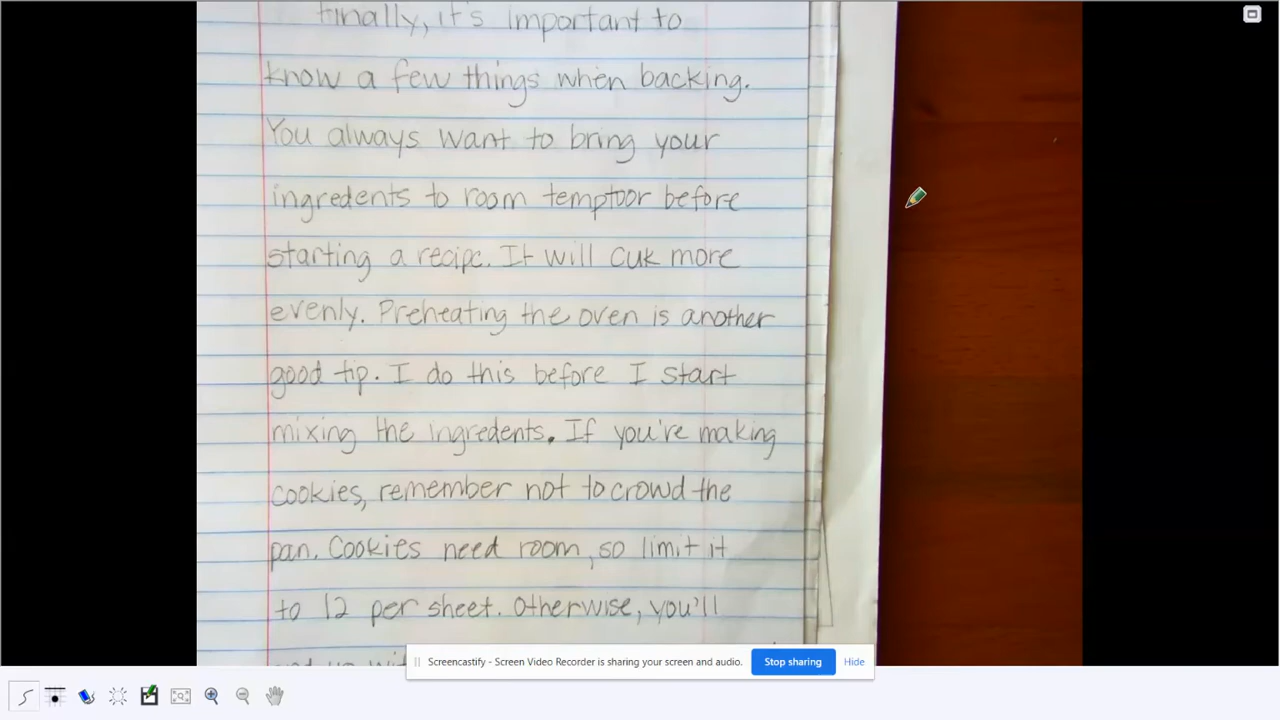 Finally, it's important to
know a few things when backing.
You always want to bring your
ingredents to room temptoor before
starting a recipe. It will cuk more
evenly. Preheating the oven is another
good tip. I do this before I start
mixing the ingredents. If you're making
cookies, remember not to crowd the
pan. Cookies need room, so limit it
to 12 per sheet. Otherwise, you'll
Screencastify - Screen Video Recorder is sharing your screen and audio. Stop sharing Hide